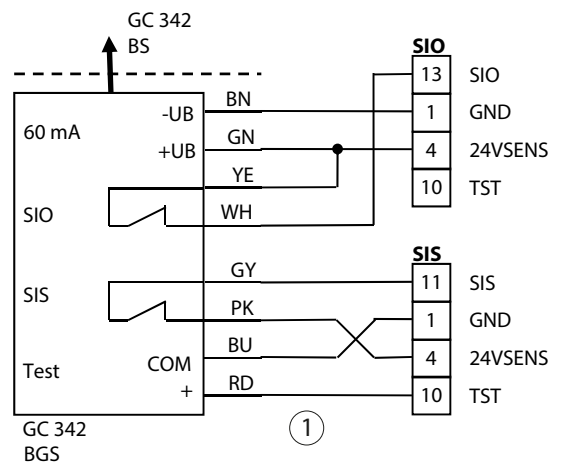 GC 342
BS
SIO
13 SIO
BN
-UB
1 GND
60 mA
GN
+UB
4 24VSENS
YE
10 TST
SIO
WH
SIS
GY
11 SIS
SIS
PK
1 GND
BU
COM
4 24VSENS
Test
RD
+
10 TST
1
GC 342
BGS